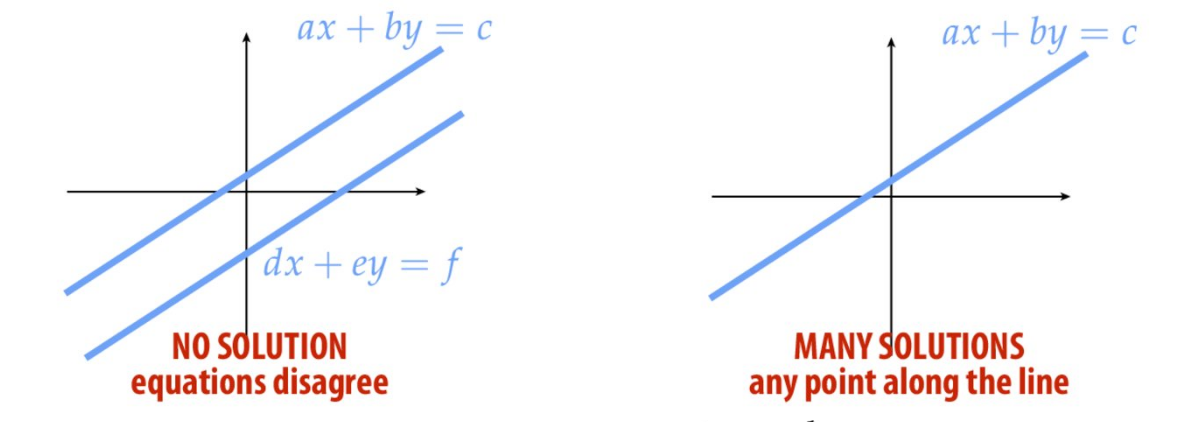 ax + by = c
dx + ey = f
NO SOLUTION
equations disagree
ax + by = c
MANY SOLUTIONS
any point along the line